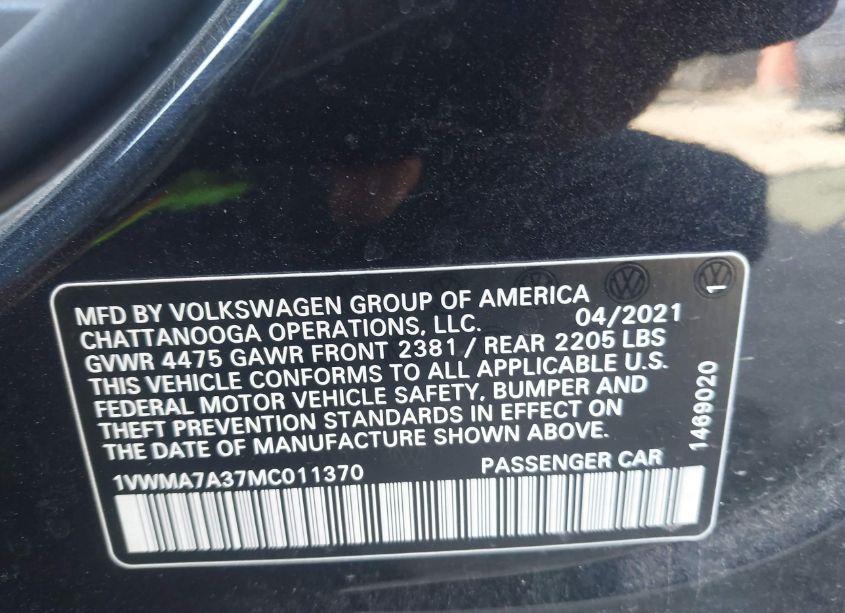 MFD BY VOLKSWAGEN GROUP OF AMERICA
CHATTANOOGA OPERATIONS, LLC. 04/2021
GVWR 4475 GAWR FRONT 2381 / REAR 2205 LBS
THIS VEHICLE CONFORMS TO ALL APPLICABLE U.S.
FEDERAL MOTOR VEHICLE SAFETY, BUMPER AND
THEFT PREVENTION STANDARDS IN EFFECT ON
THE DATE OF MANUFACTURE SHOWN ABOVE.
1VWMA7A37MC011370 PASSENGER CAR
1469020
1